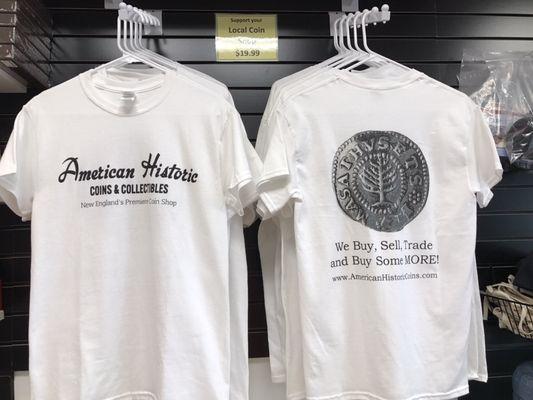 Support your
Local Coin
Shop
$19.99
American Historic
COINS & COLLECTIBLES
New England's Premier Coin Shop
MASATHVSETS
We Buy, Sell, Trade
and Buy Some MORE!
www.AmericanHistoricCoins.com